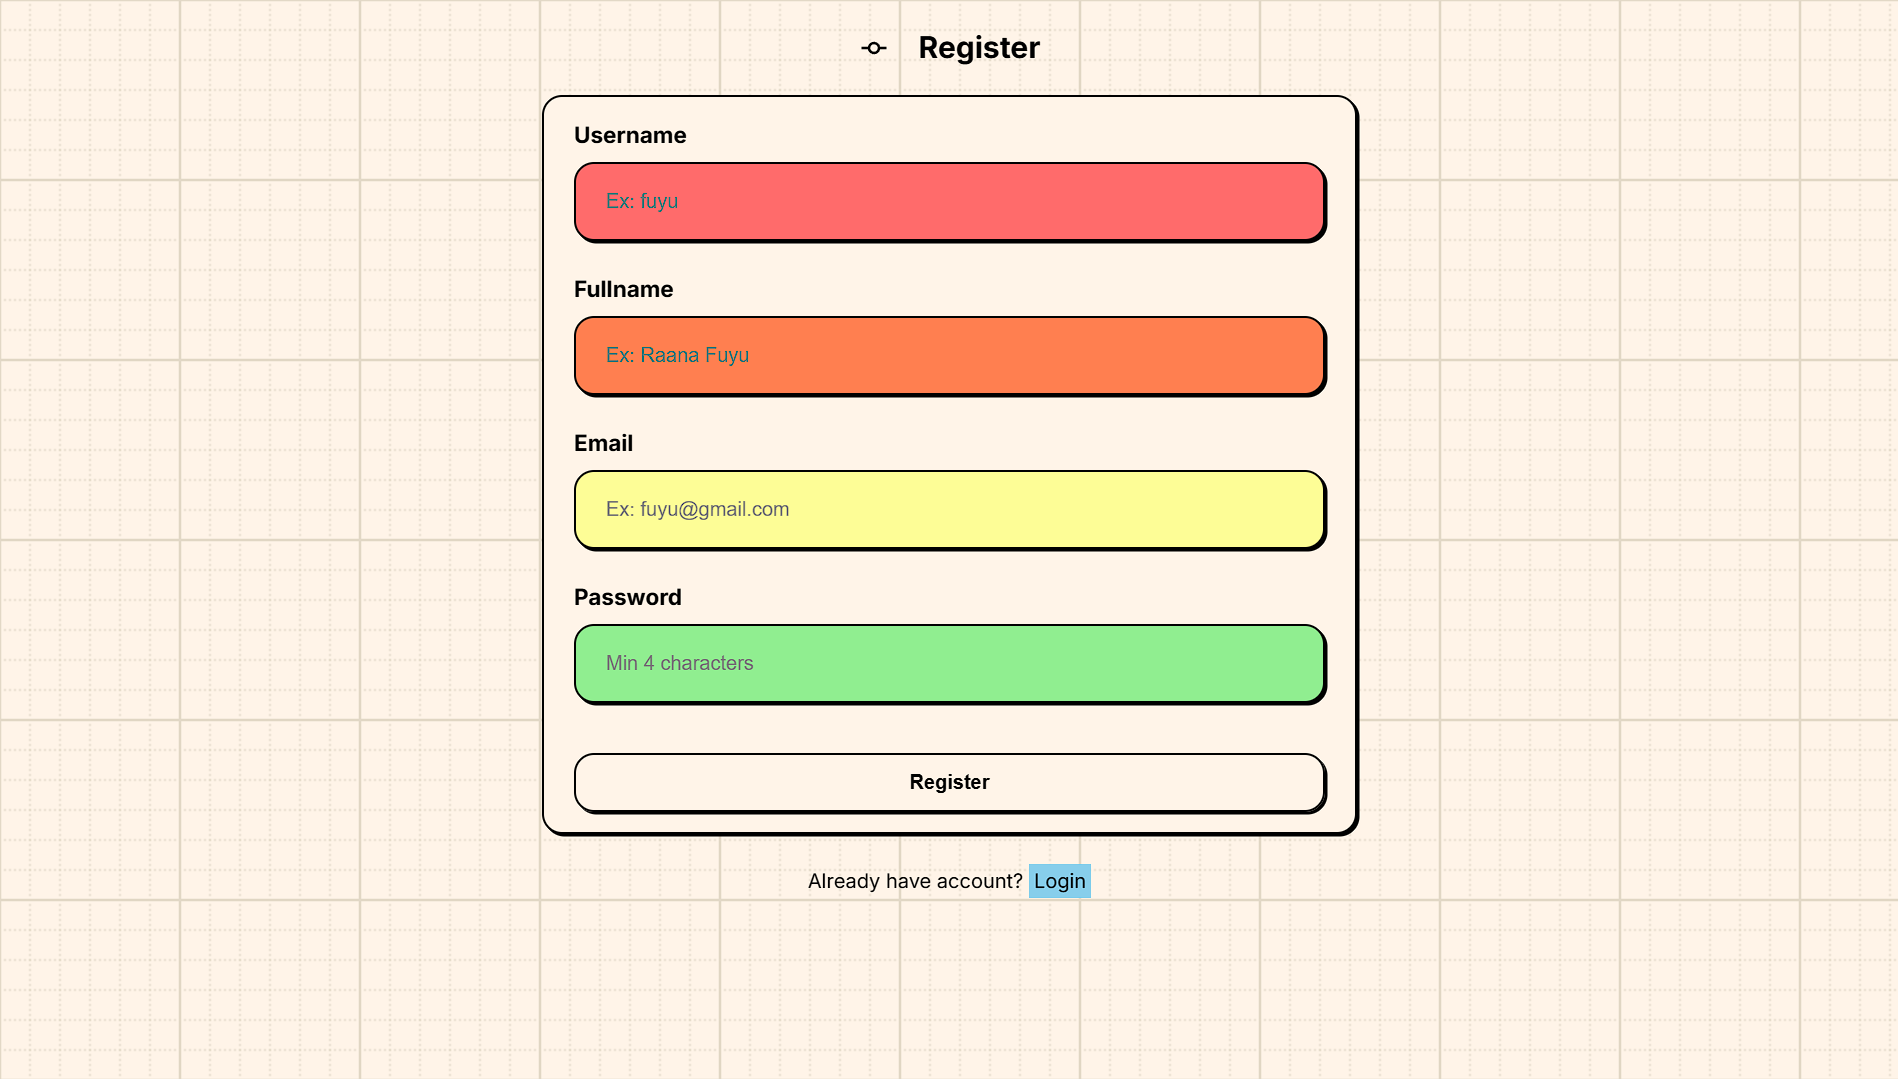 Register
Username
Ex: fuyu
Fullname
Ex: Raana Fuyu
Email
Ex: fuyu@gmail.com
Password
Min 4 characters
Register
Already have account? Login